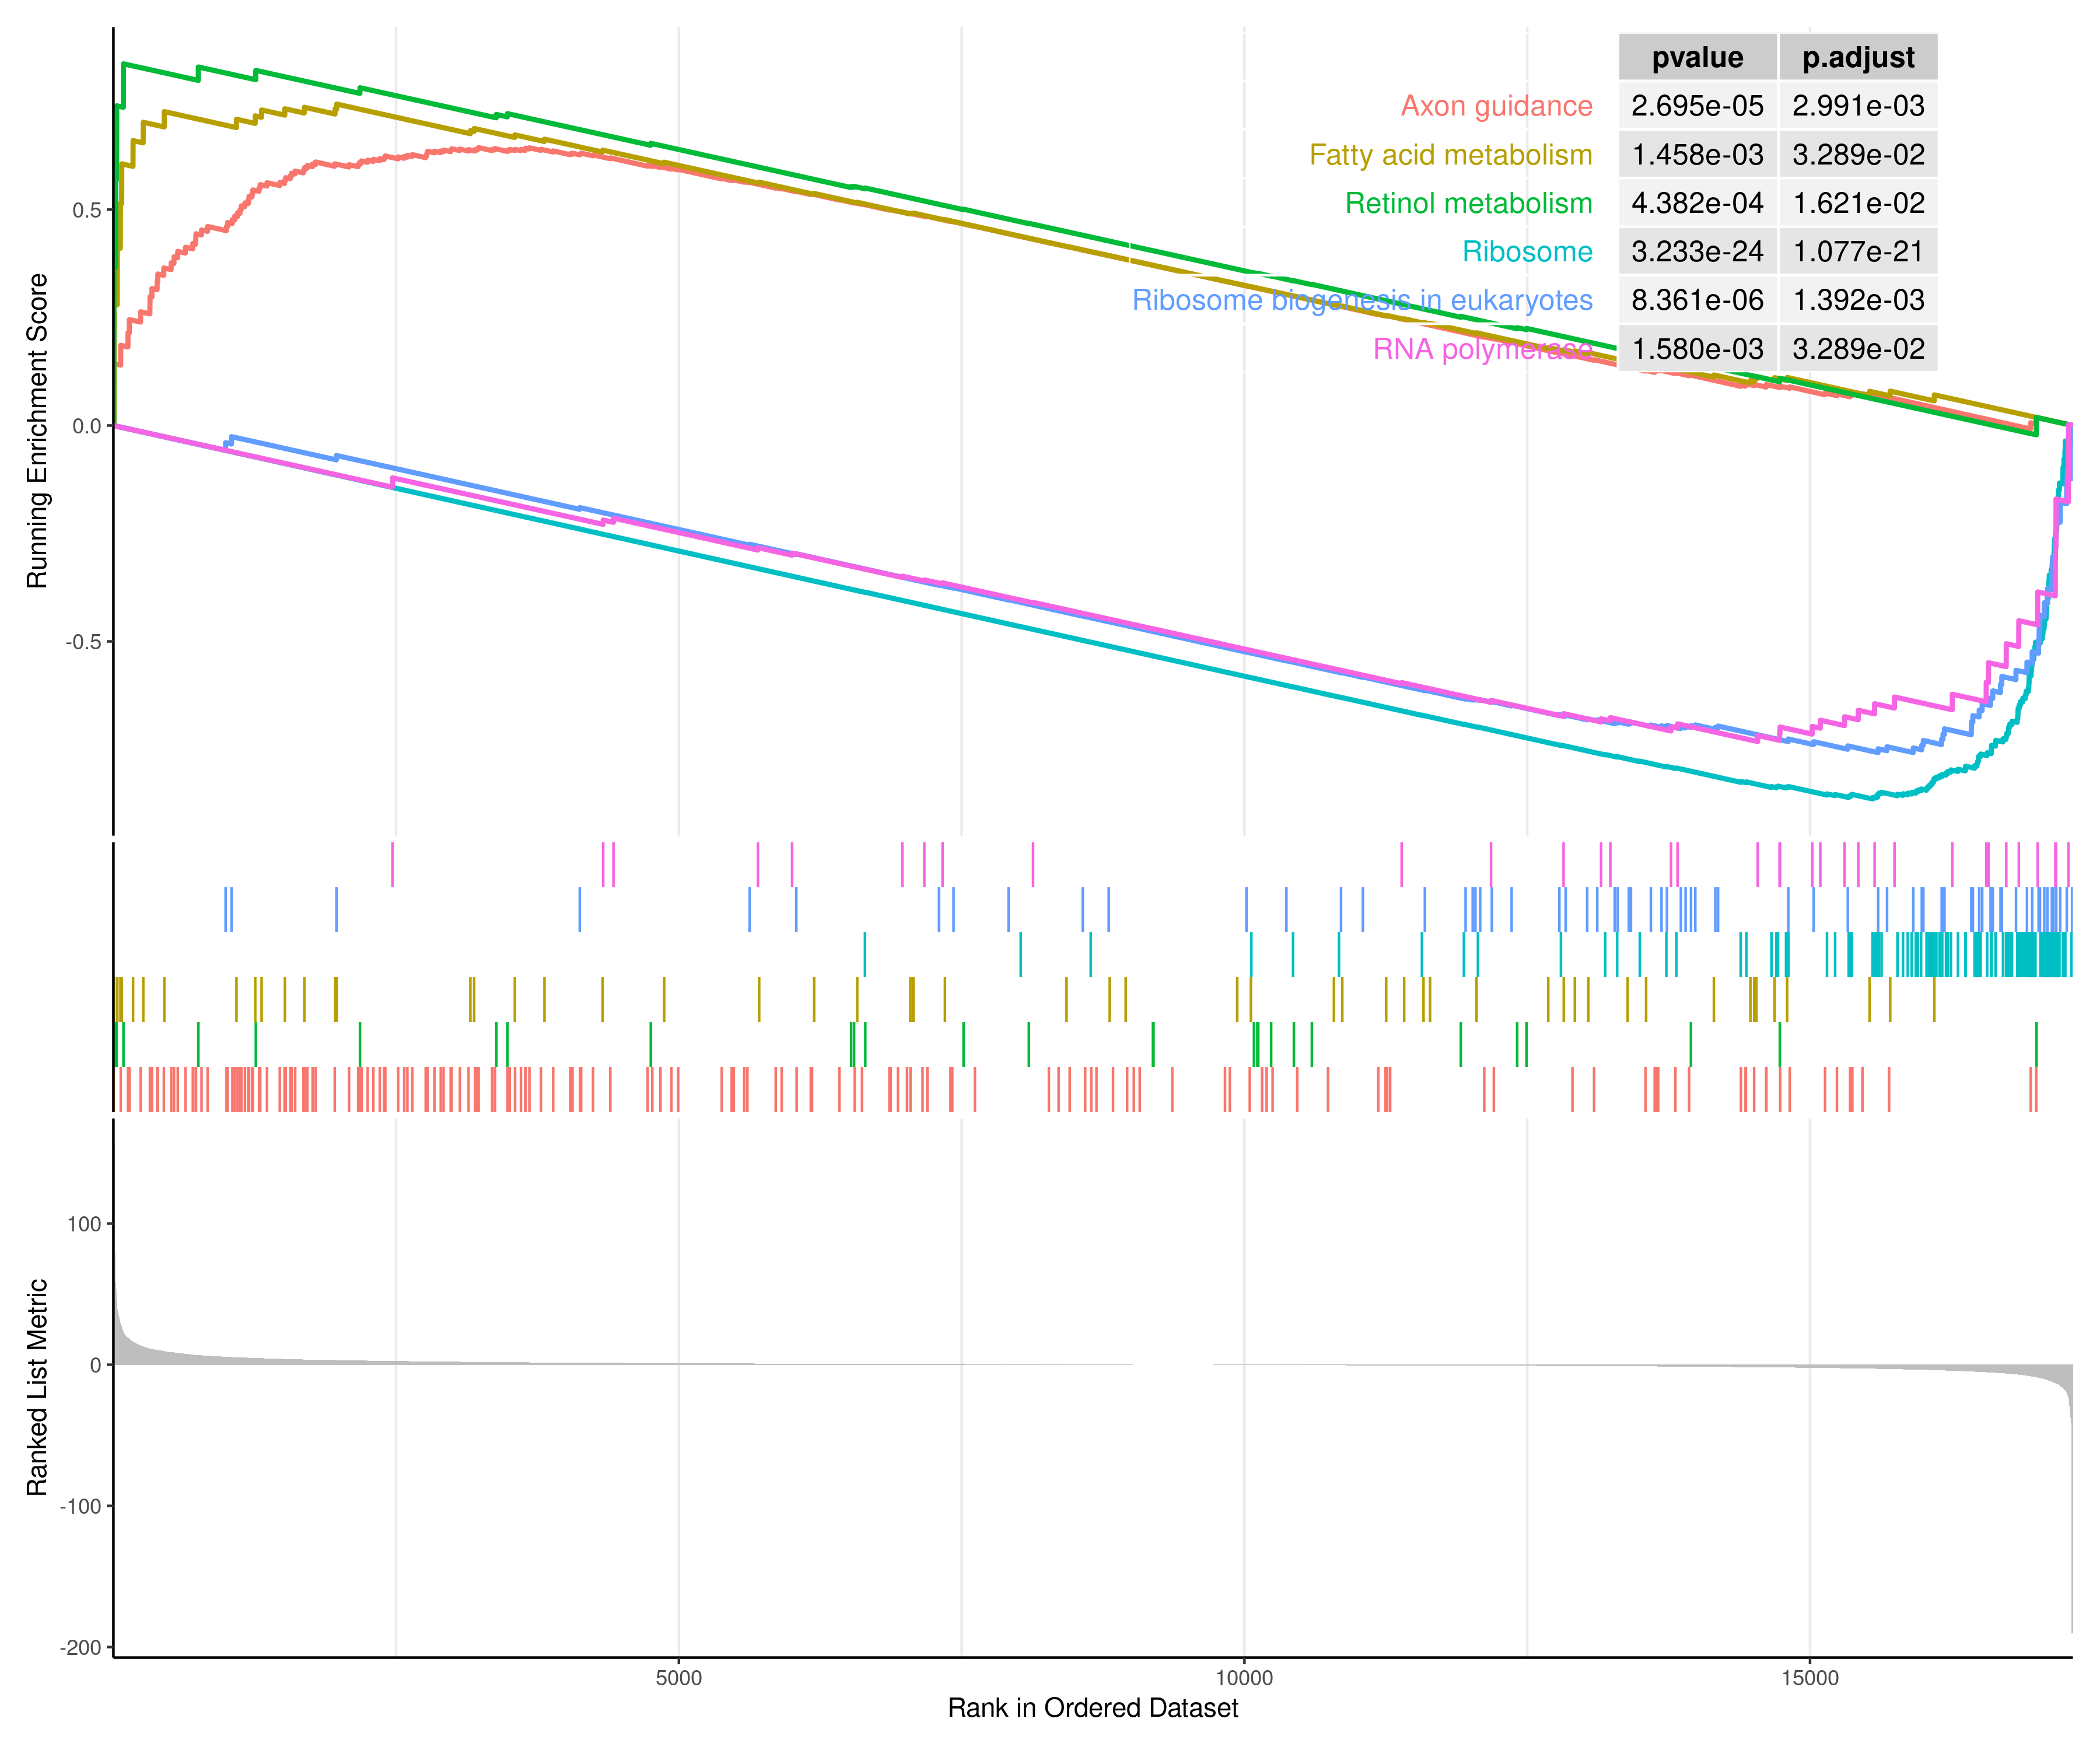 pvalue p.adjust
Axon guidance 2.695e-05 2.991e-03
Fatty acid metabolism 1.458e-03 3.289e-02
Retinol metabolism 4.382e-04 1.621e-02
Ribosome 3.233e-24 1.077e-21
Ribosome biogenesis in eukaryotes 8.361e-06 1.392e-03
RNA polymerase 1.580e-03 3.289e-02
Running Enrichment Score
0.5
0.0
-0.5
Ranked List Metric
100
0
-100
-200
5000 10000 15000
Rank in Ordered Dataset